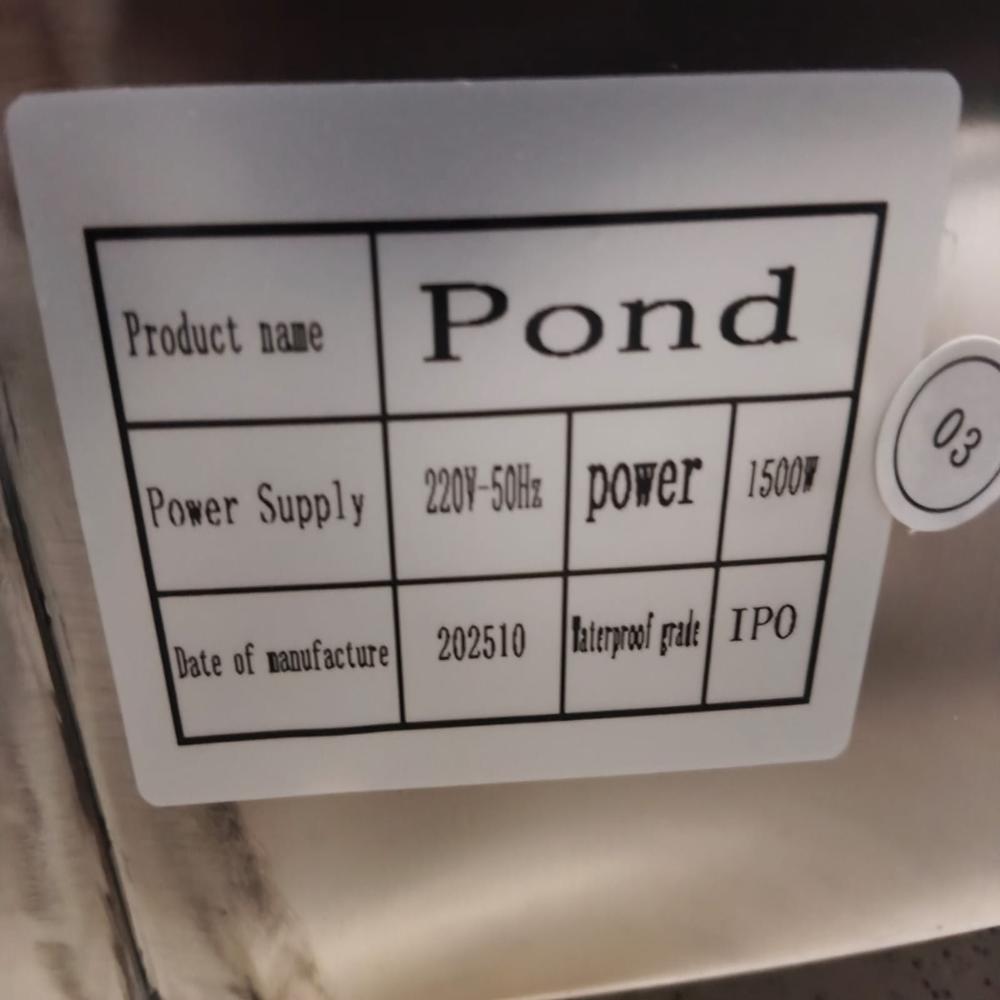 Product name Pond
Power Supply 220V-50Hz power 1500W
Date of manufacture 202510 Waterproof grade IPO
03